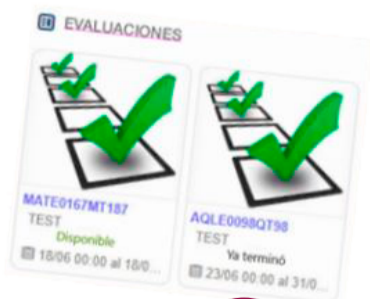 EVALUACIONES
MATE0167MT187
TEST
Disponible
18/06 00:00 al 18/0...
AQLE0098QT98
TEST
Ya terminó
23/06 00:00 al 31/0...